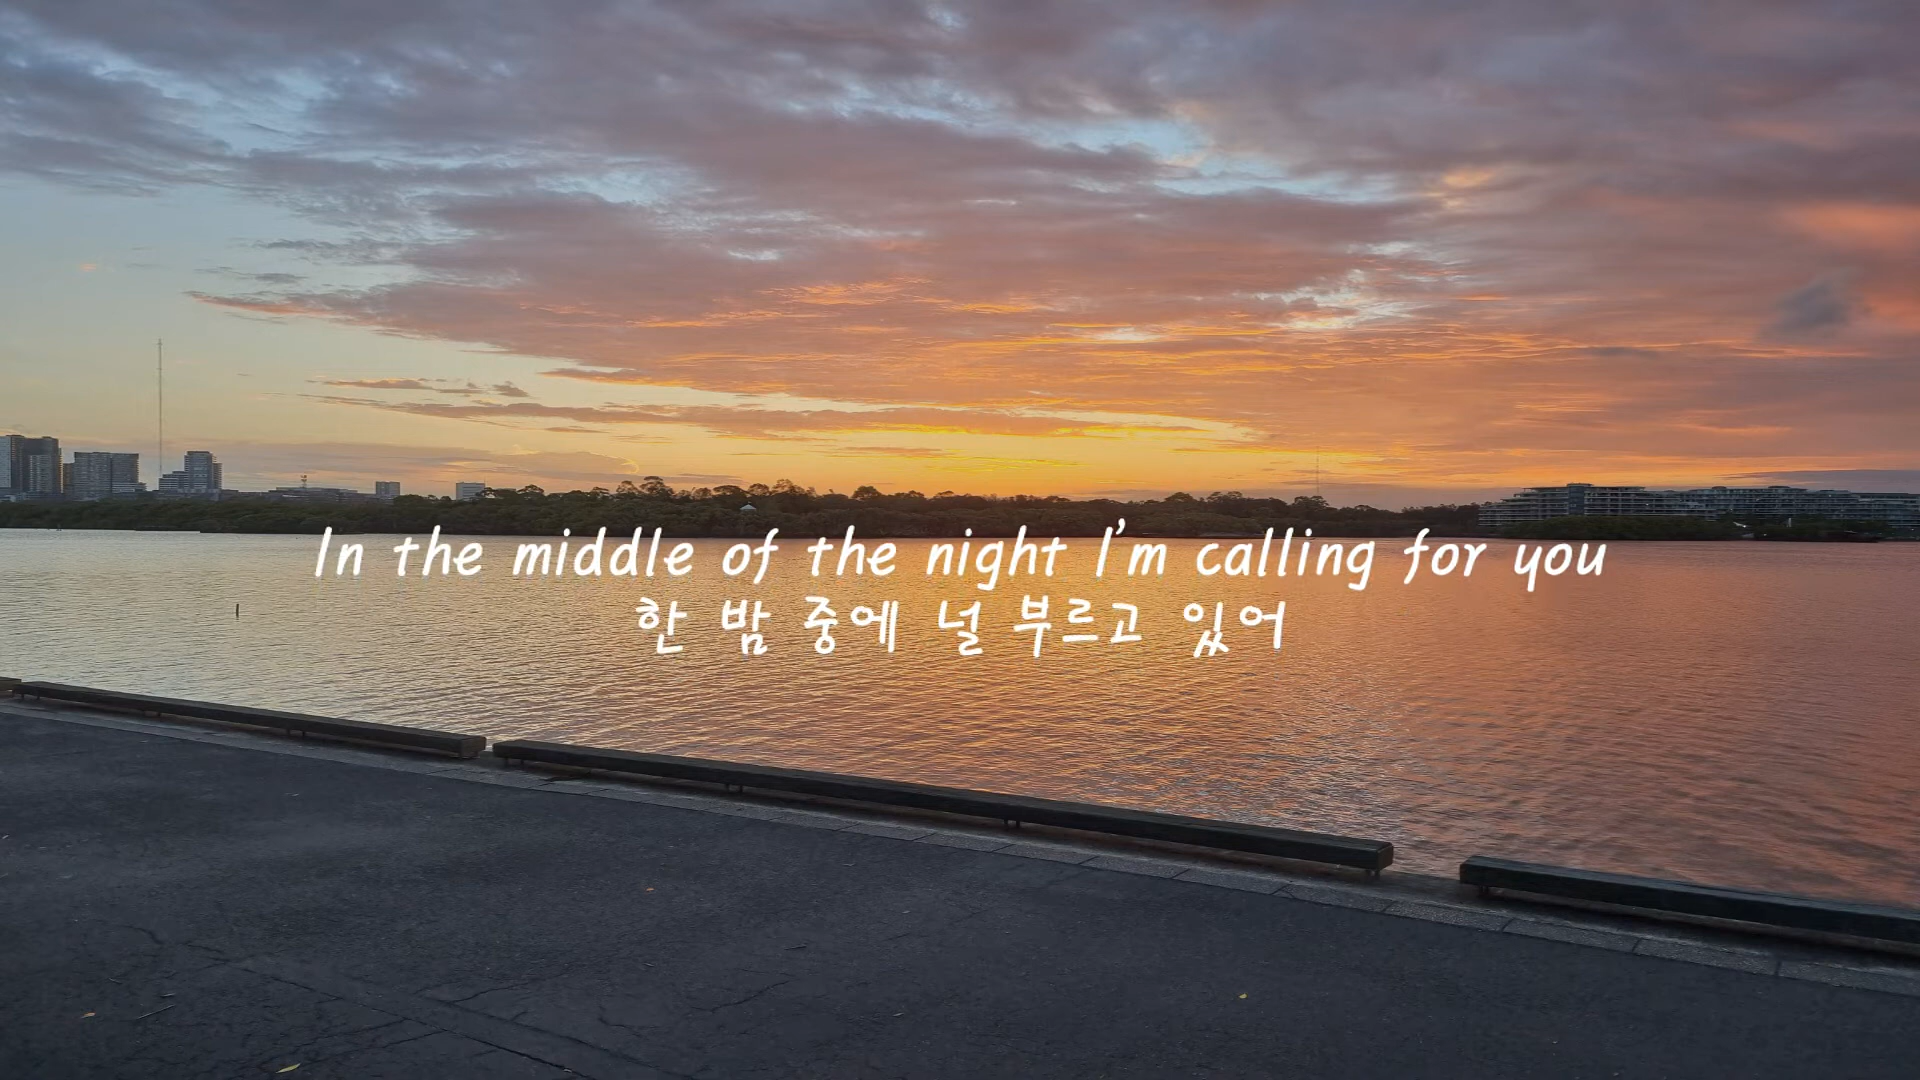 In the middle of the night I'm calling for you
한 밤 중에 널 부르고 있어